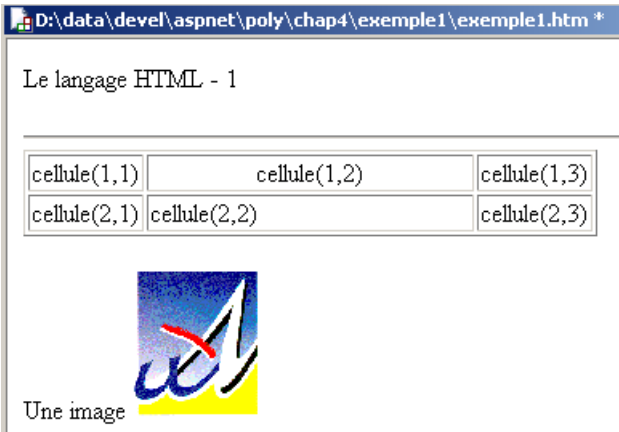 D:\data\devel\aspnet\poly\chap4\exemple1\exemple1.htm *
Le langage HTML - 1
cellule(1,1) cellule(1,2) cellule(1,3)
cellule(2,1) cellule(2,2) cellule(2,3)
Une image